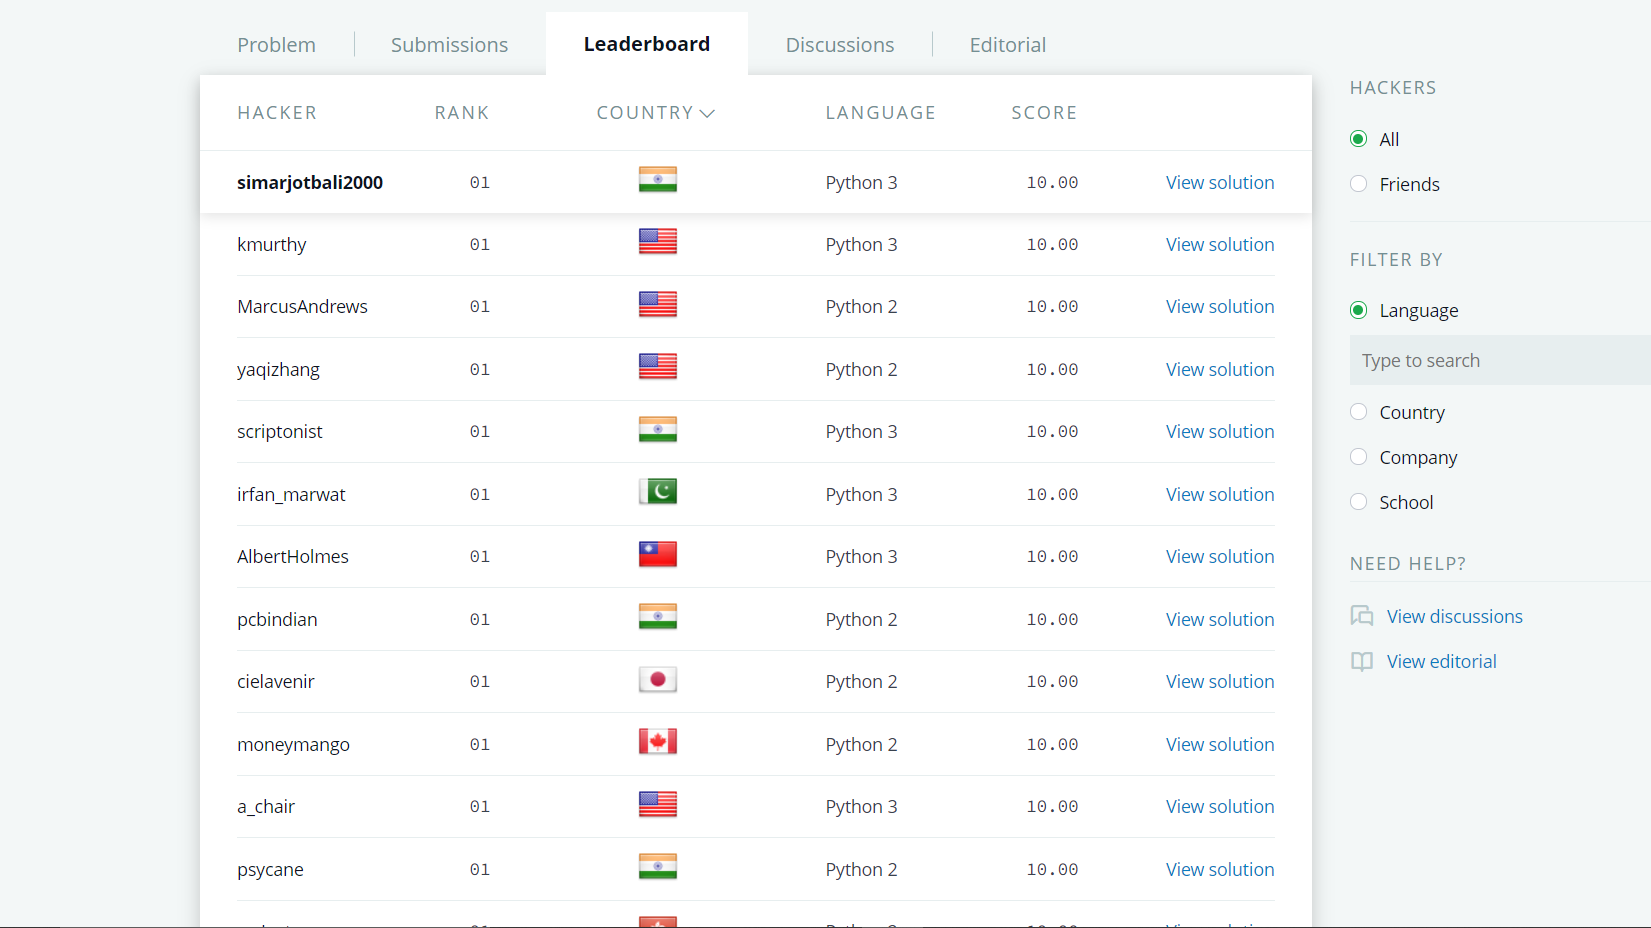 Problem Submissions Leaderboard Discussions Editorial
HACKER RANK COUNTRY LANGUAGE SCORE
simarjotbali2000 01 Python 3 10.00 View solution
kmurthy 01 Python 3 10.00 View solution
MarcusAndrews 01 Python 2 10.00 View solution
yaqizhang 01 Python 2 10.00 View solution
scriptonist 01 Python 3 10.00 View solution
irfan_marwat 01 Python 3 10.00 View solution
AlbertHolmes 01 Python 3 10.00 View solution
pcbindian 01 Python 2 10.00 View solution
cielavenir 01 Python 2 10.00 View solution
moneymango 01 Python 2 10.00 View solution
a_chair 01 Python 3 10.00 View solution
psycane 01 Python 2 10.00 View solution
HACKERS
All
Friends
FILTER BY
Language
Type to search
Country
Company
School
NEED HELP?
View discussions
View editorial